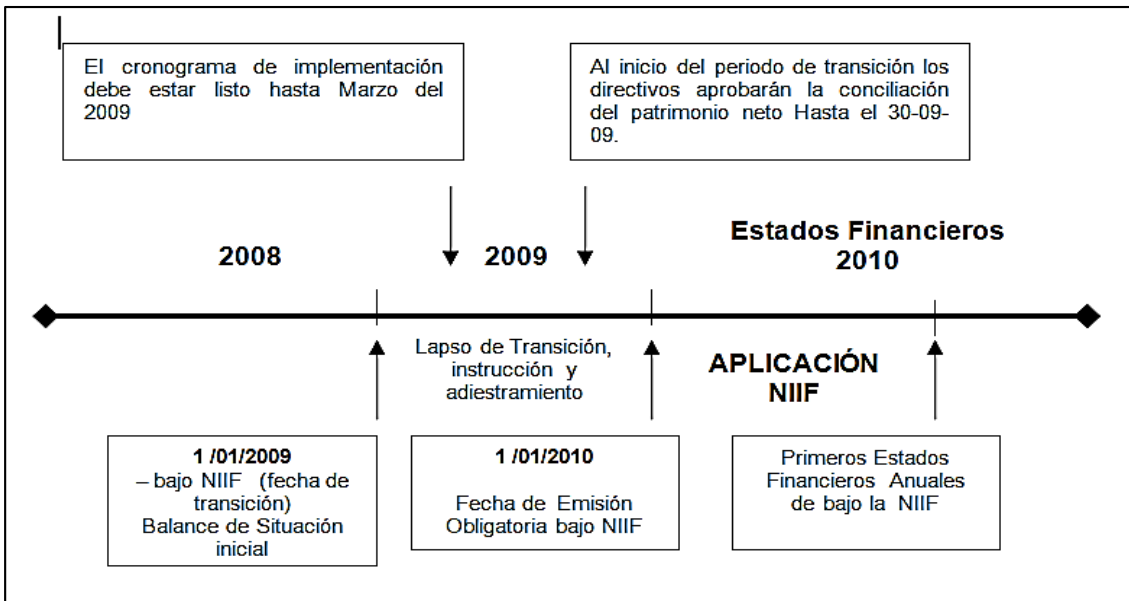 El cronograma de implementación
debe estar listo hasta Marzo del
2009
Al inicio del periodo de transición los
directivos aprobarán la conciliación
del patrimonio neto Hasta el 30-09-
09.
2008
2009
Estados Financieros
2010
Lapso de Transición,
instrucción y
adiestramiento
APLICACIÓN
NIIF
1 /01/2009
– bajo NIIF (fecha de
transición)
Balance de Situación
inicial
1 /01/2010
Fecha de Emisión
Obligatoria bajo NIIF
Primeros Estados
Financieros Anuales
de bajo la NIIF